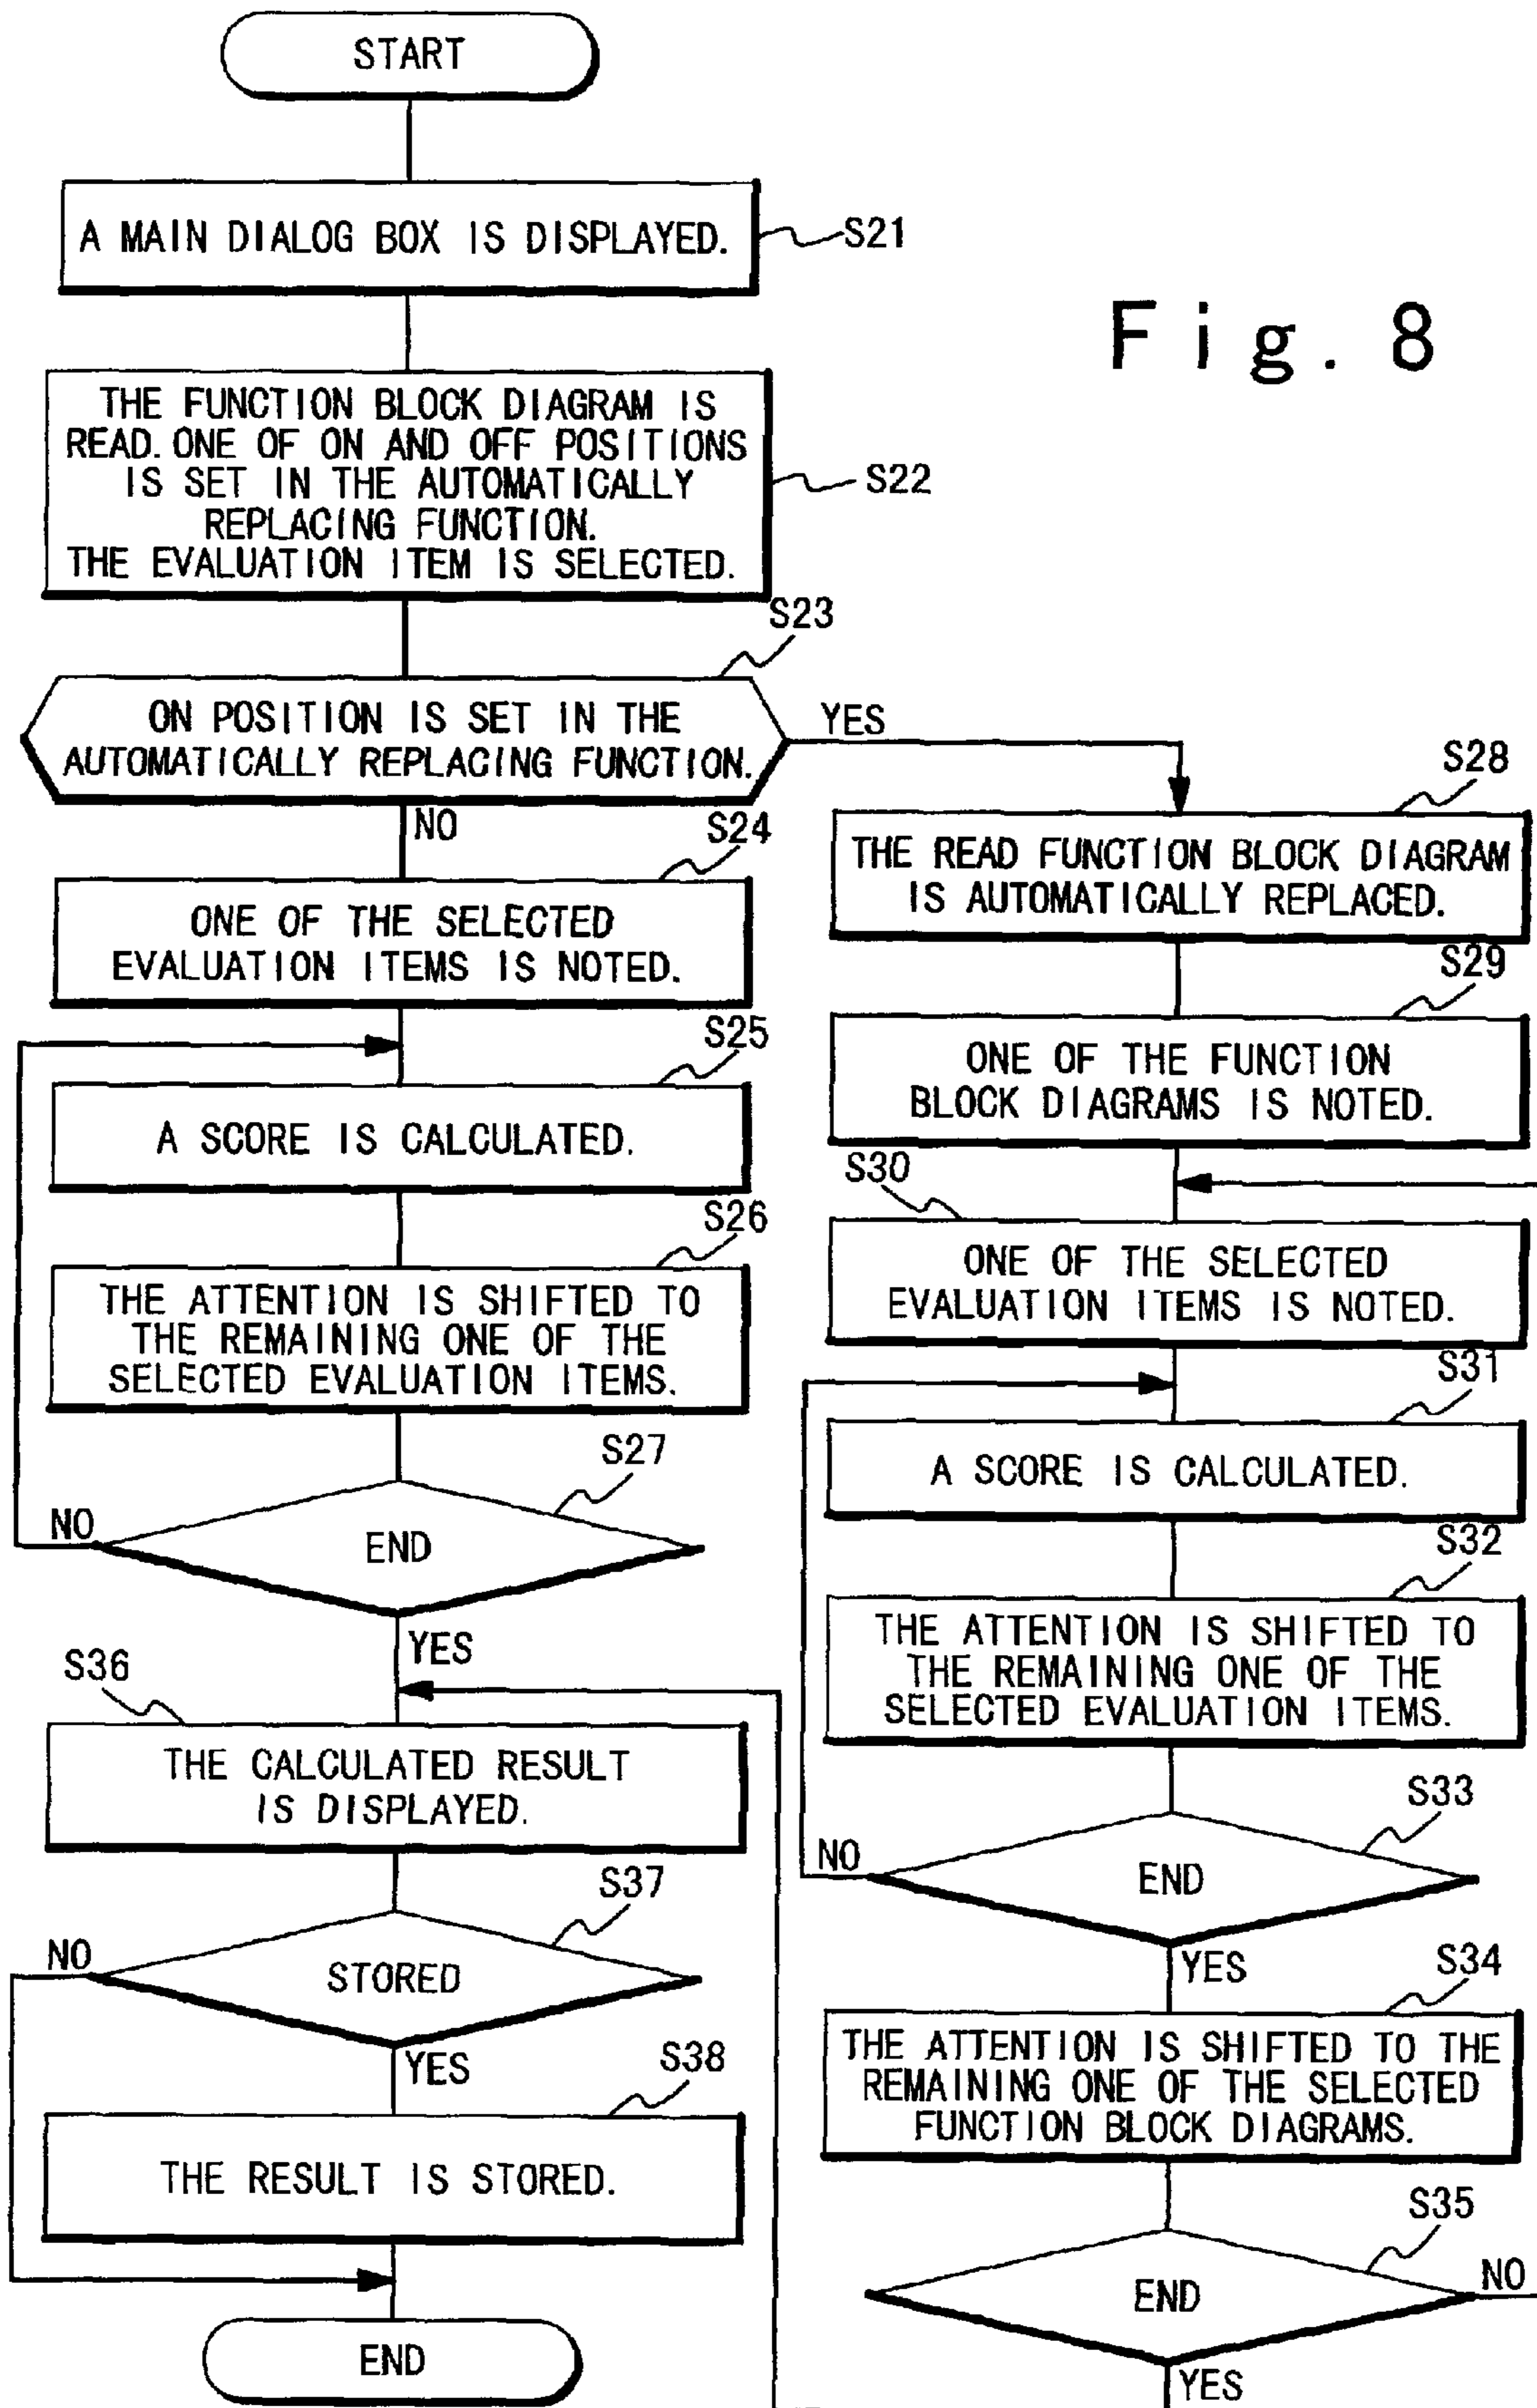 START
A MAIN DIALOG BOX IS DISPLAYED.
S21
Fig. 8
THE FUNCTION BLOCK DIAGRAM IS
READ. ONE OF ON AND OFF POSITIONS
IS SET IN THE AUTOMATICALLY
REPLACING FUNCTION.
THE EVALUATION ITEM IS SELECTED.
S22
S23
ON POSITION IS SET IN THE
AUTOMATICALLY REPLACING FUNCTION.
YES
NO
S24
ONE OF THE SELECTED
EVALUATION ITEMS IS NOTED.
S25
A SCORE IS CALCULATED.
S26
THE ATTENTION IS SHIFTED TO
THE REMAINING ONE OF THE
SELECTED EVALUATION ITEMS.
S27
NO
END
YES
S36
THE CALCULATED RESULT
IS DISPLAYED.
S37
NO
STORED
YES
S38
THE RESULT IS STORED.
END
S28
THE READ FUNCTION BLOCK DIAGRAM
IS AUTOMATICALLY REPLACED.
S29
ONE OF THE FUNCTION
BLOCK DIAGRAMS IS NOTED.
S30
ONE OF THE SELECTED
EVALUATION ITEMS IS NOTED.
S31
A SCORE IS CALCULATED.
S32
THE ATTENTION IS SHIFTED TO
THE REMAINING ONE OF THE
SELECTED EVALUATION ITEMS.
S33
NO
END
YES
S34
THE ATTENTION IS SHIFTED TO THE
REMAINING ONE OF THE SELECTED
FUNCTION BLOCK DIAGRAMS.
S35
END
NO
YES